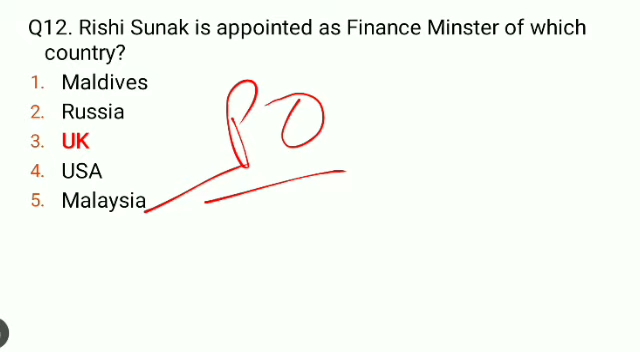 Q12. Rishi Sunak is appointed as Finance Minster of which
country?
1. Maldives
2. Russia
3. UK
4. USA
5. Malaysia